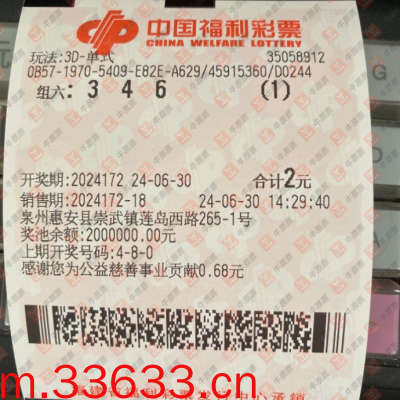 中国福利彩票
CHINA WELFARE LOTTERY
玩法:3D-单式 35058912
0B57-1970-5409-E82E-A629/45915360/D0244
组六: 3 4 6 (1)
开奖期:2024172 24-06-30 合计2元
销售期:2024172-18 24-06-30 14:29:40
泉州惠安县崇武镇莲岛西路265-1号
奖池余额:2000000.00元
上期开奖号码:4-8-0
感谢您为公益慈善事业贡献0.68元
m.33633.cn